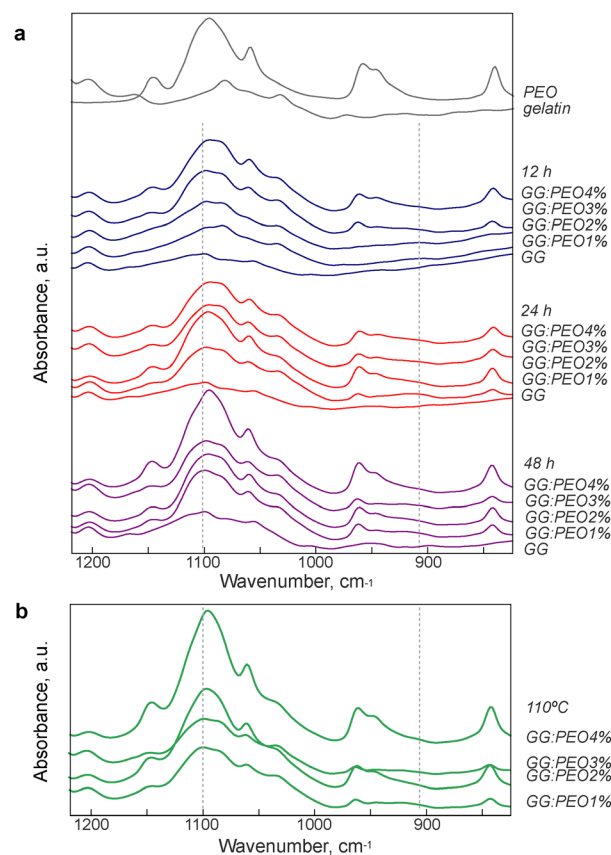 a
PEO
gelatin
12 h
GG:PEO4%
GG:PEO3%
GG:PEO2%
GG:PEO1%
GG
24 h
GG:PEO4%
GG:PEO3%
GG:PEO2%
GG:PEO1%
GG
48 h
GG:PEO4%
GG:PEO3%
GG:PEO2%
GG:PEO1%
GG
Absorbance, a.u.
1200 1100 1000 900
Wavenumber, cm-1
b
110ºC
GG:PEO4%
GG:PEO3%
GG:PEO2%
GG:PEO1%
Absorbance, a.u.
1200 1100 1000 900
Wavenumber, cm-1